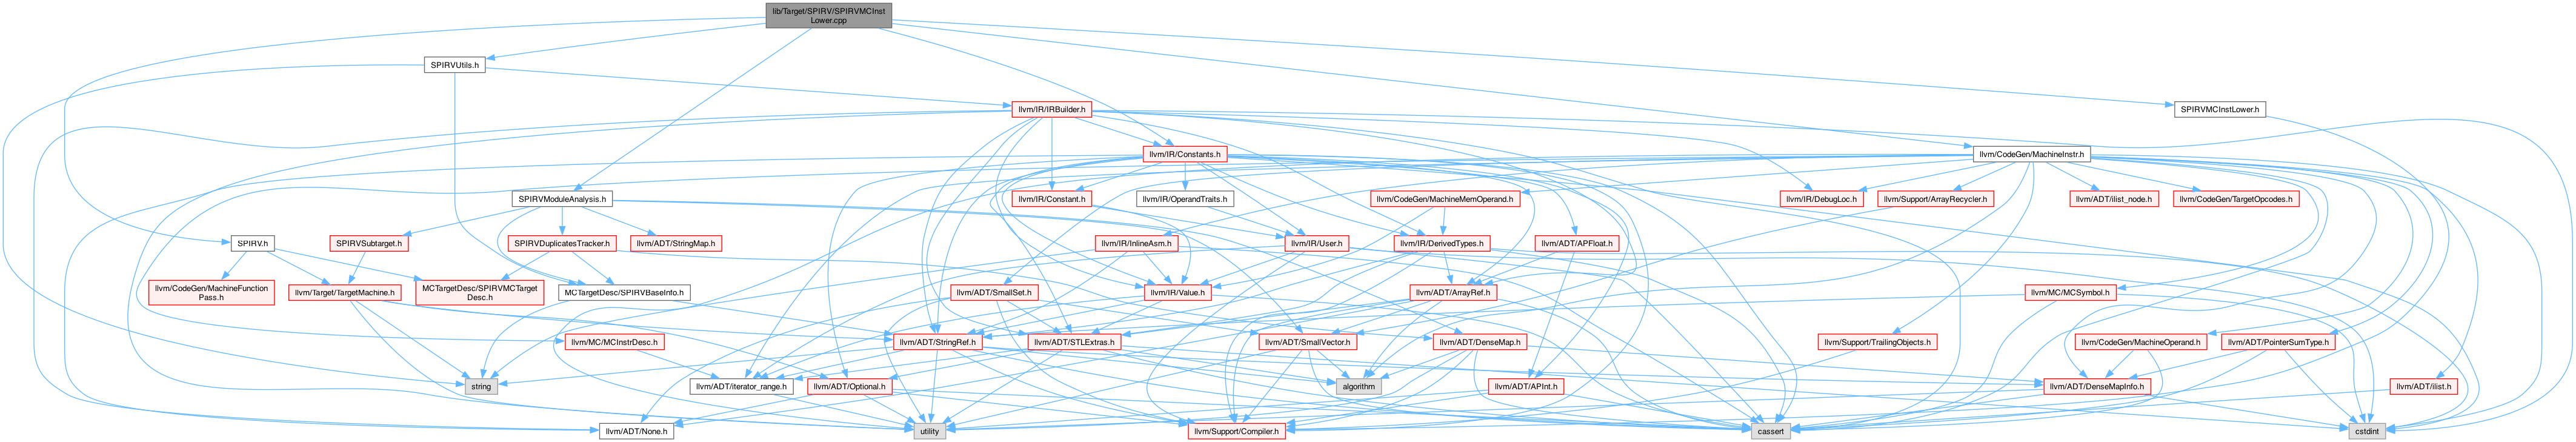 lib/Target/SPIRV/SPIRVMCInst
Lower.cpp
SPIRVUtils.h
llvm/IR/IRBuilder.h
SPIRVMCInstLower.h
llvm/IR/Constants.h
llvm/CodeGen/MachineInstr.h
SPIRVModuleAnalysis.h
llvm/IR/Constant.h
llvm/IR/OperandTraits.h
llvm/CodeGen/MachineMemOperand.h
llvm/IR/DebugLoc.h
llvm/Support/ArrayRecycler.h
llvm/ADT/ilist_node.h
llvm/CodeGen/TargetOpcodes.h
SPIRV.h
SPIRVSubtarget.h
SPIRVDuplicatesTracker.h
llvm/ADT/StringMap.h
llvm/IR/InlineAsm.h
llvm/IR/User.h
llvm/IR/DerivedTypes.h
llvm/ADT/APFloat.h
llvm/CodeGen/MachineFunction
Pass.h
llvm/Target/TargetMachine.h
MCTargetDesc/SPIRVMCTarget
Desc.h
MCTargetDesc/SPIRVBaseInfo.h
llvm/ADT/SmallSet.h
llvm/IR/Value.h
llvm/ADT/ArrayRef.h
llvm/MC/MCSymbol.h
llvm/MC/MCInstrDesc.h
llvm/ADT/StringRef.h
llvm/ADT/STLExtras.h
llvm/ADT/SmallVector.h
llvm/ADT/DenseMap.h
llvm/Support/TrailingObjects.h
llvm/CodeGen/MachineOperand.h
llvm/ADT/PointerSumType.h
string
llvm/ADT/iterator_range.h
llvm/ADT/Optional.h
algorithm
llvm/ADT/APInt.h
llvm/ADT/DenseMapInfo.h
llvm/ADT/ilist.h
llvm/ADT/None.h
utility
llvm/Support/Compiler.h
cassert
cstdint